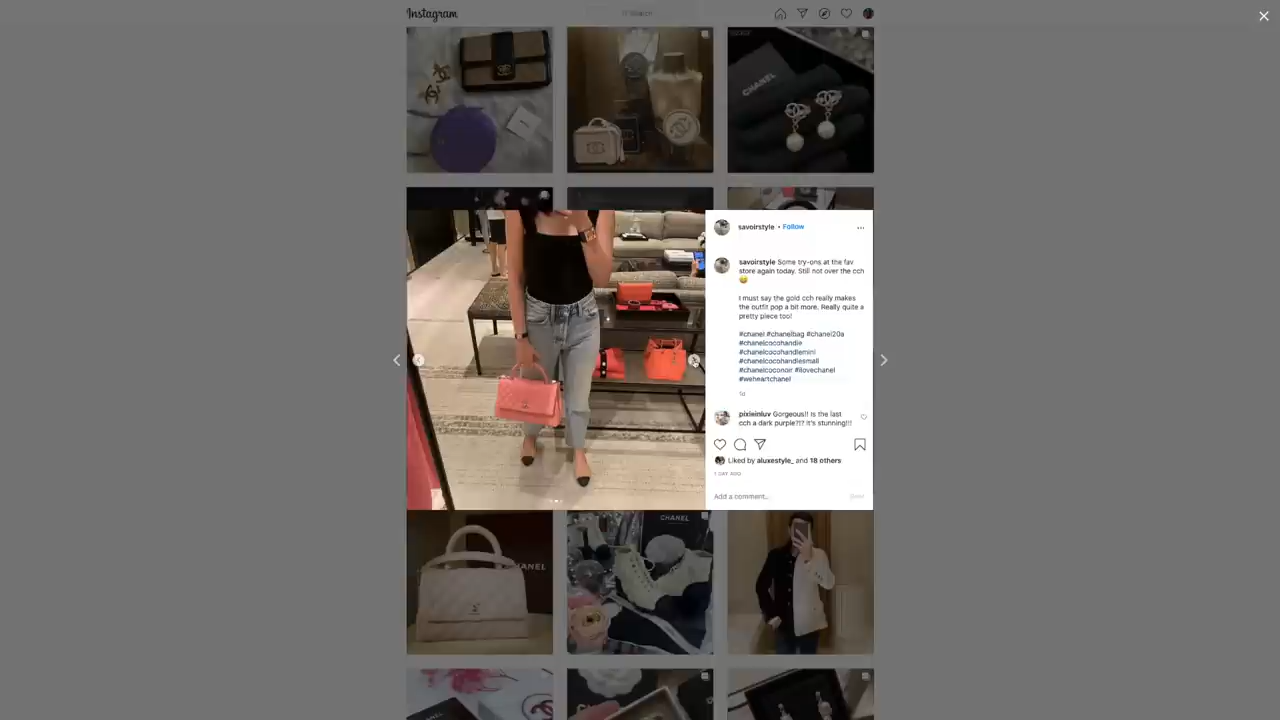 Instagram
Search
CHANEL
savoirstyle • Follow
savoirstyle Some try-ons at the fav
store again today. Still not over the cch
😅
I must say the gold cch really makes
the outfit pop a bit more. Really quite a
pretty piece too!
#chanel #chanelbag #chanel20a
#chanelcocohandle
#chanelcocohandlemini
#chanelcocohandlesmall
#chanelcoconoir #ilovechanel
#weheartchanel
1d
pixieinluv Gorgeous!! Is the last
cch a dark purple?!? It's stunning!!!
Liked by aluxestyle_ and 18 others
1 DAY AGO
Add a comment...
Post
CHANEL
CHANEL
CHANEL